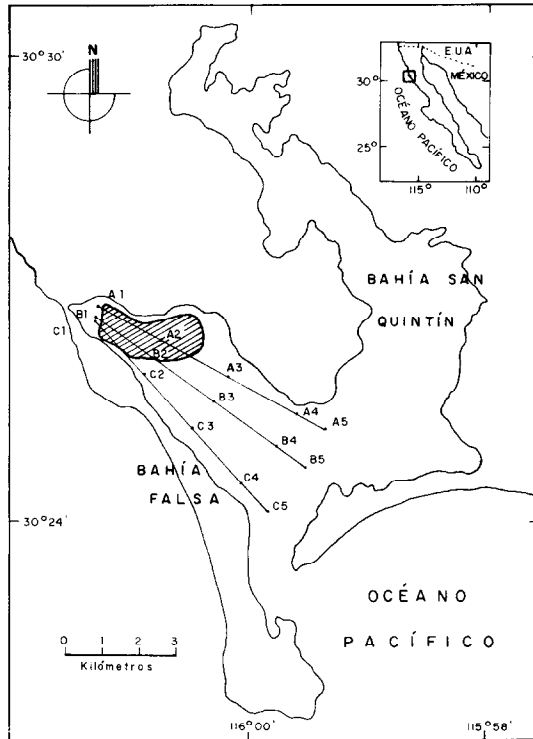 30°30'
N
E.U.A.
MÉXICO
30°
25°
OCÉANO PACÍFICO
115°
110°
BAHÍA SAN
QUINTÍN
A1
B1
C1
A2
B2
C2
A3
B3
C3
A4
A5
B4
B5
C4
C5
BAHÍA
FALSA
30°24'
OCÉANO
PACÍFICO
0 1 2 3
Kilómetros
116°00'
115°58'